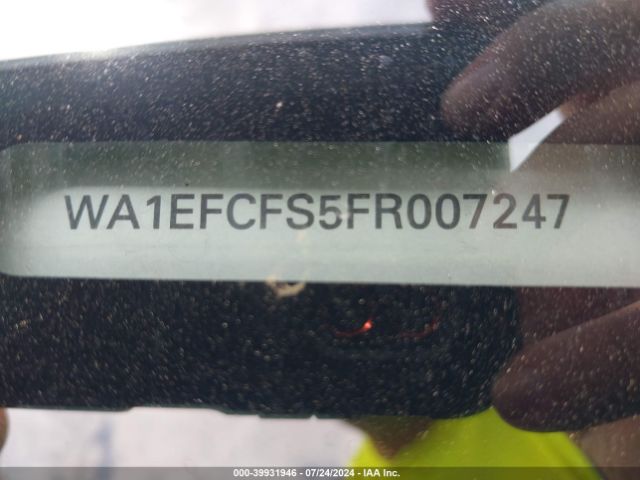 WA1EFCFS5FR007247
000-39931946 - 07/24/2024 - IAA Inc.